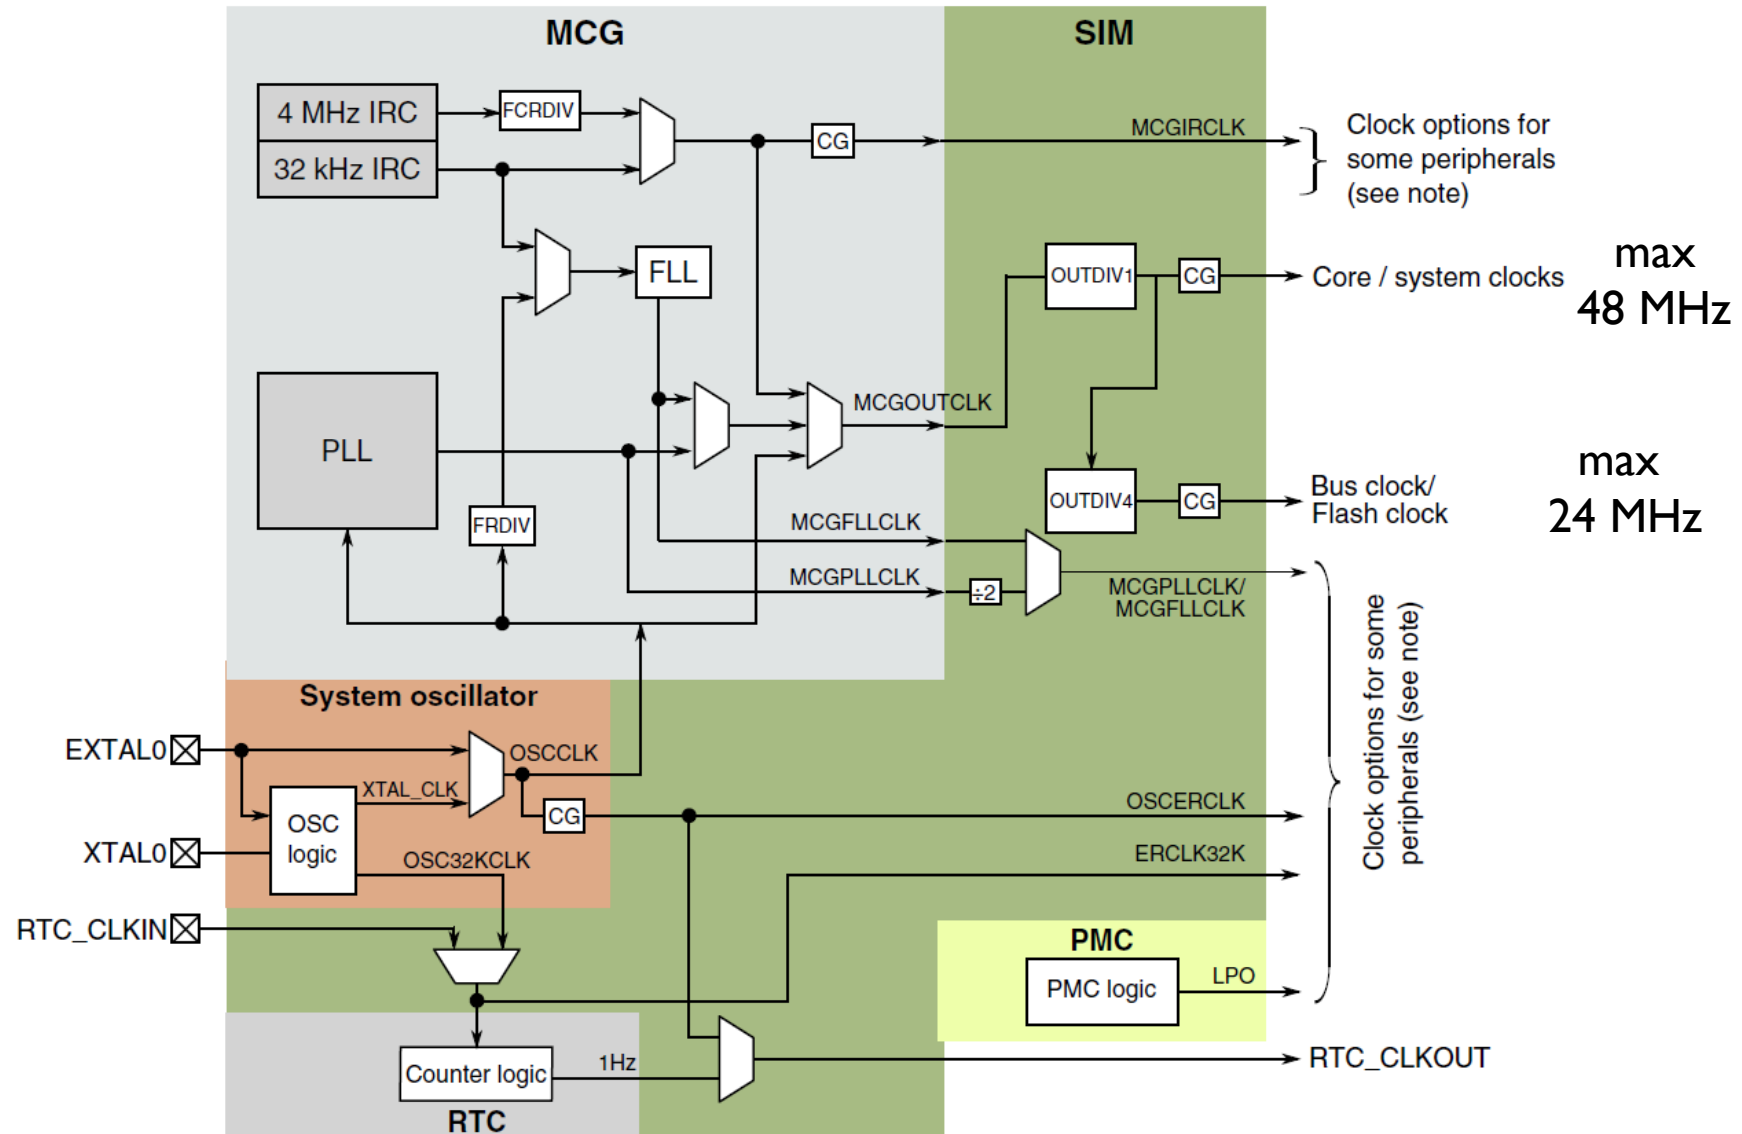 MCG
SIM
4 MHz IRC
FCRDIV
32 kHz IRC
CG
MCGIRCLK
Clock options for
some peripherals
(see note)
FLL
OUTDIV1
CG
Core / system clocks
max
48 MHz
PLL
MCGOUTCLK
FRDIV
OUTDIV4
CG
Bus clock/
Flash clock
max
24 MHz
MCGFLLCLK
MCGPLLCLK
÷2
MCGPLLCLK/
MCGFLLCLK
Clock options for some
peripherals (see note)
System oscillator
EXTAL0
OSCCLK
XTAL_CLK
OSC
logic
CG
OSCERCLK
XTAL0
OSC32KCLK
ERCLK32K
RTC_CLKIN
PMC
PMC logic
LPO
Counter logic
1Hz
RTC_CLKOUT
RTC